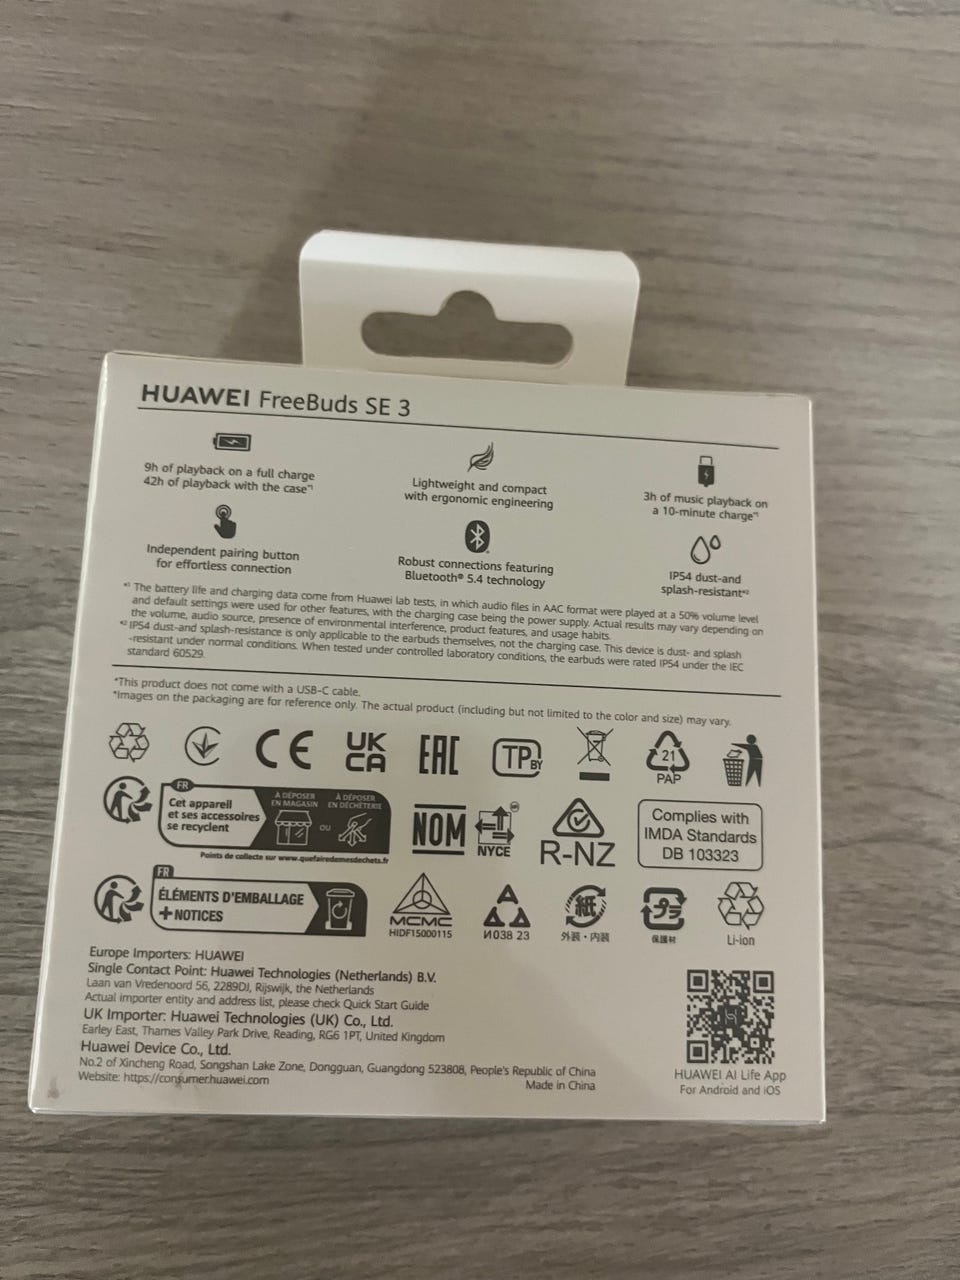 HUAWEI FreeBuds SE 3
9h of playback on a full charge
42h of playback with the case*1
Lightweight and compact
with ergonomic engineering
3h of music playback on
a 10-minute charge*1
Independent pairing button
for effortless connection
Robust connections featuring
Bluetooth® 5.4 technology
IP54 dust-and
splash-resistant*2
*1 The battery life and charging data come from Huawei lab tests, in which audio files in AAC format were played at a 50% volume level
and default settings were used for other features, with the charging case being the power supply. Actual results may vary depending on
the volume, audio source, presence of environmental interference, product features, and usage habits.
*2 IP54 dust-and splash-resistance is only applicable to the earbuds themselves, not the charging case. This device is dust- and splash
-resistant under normal conditions. When tested under controlled laboratory conditions, the earbuds were rated IP54 under the IEC
standard 60529.
*This product does not come with a USB-C cable.
*Images on the packaging are for reference only. The actual product (including but not limited to the color and size) may vary.
CE
UK
CA
EAC
TP BY
21
PAP
FR
Cet appareil
et ses accessoires
se recyclent
À DÉPOSER
EN MAGASIN
OU
À DÉPOSER
EN DÉCHÈTERIE
Points de collecte sur www.quefairedemesdechets.fr
NOM
NYCE
R-NZ
Complies with
IMDA Standards
DB 103323
FR
ÉLÉMENTS D'EMBALLAGE
+NOTICES
MCMC
HIDF15000115
И038 23
紙
外装・内装
プラ
保護材
Li-ion
Europe Importers: HUAWEI
Single Contact Point: Huawei Technologies (Netherlands) B.V.
Laan van Vredenoord 56, 2289DJ, Rijswijk, the Netherlands
Actual importer entity and address list, please check Quick Start Guide
UK Importer: Huawei Technologies (UK) Co., Ltd.
Earley East, Thames Valley Park Drive, Reading, RG6 1PT, United Kingdom
Huawei Device Co., Ltd.
No.2 of Xincheng Road, Songshan Lake Zone, Dongguan, Guangdong 523808, People's Republic of China
Website: https://consumer.huawei.com
Made in China
HUAWEI AI Life App
For Android and iOS